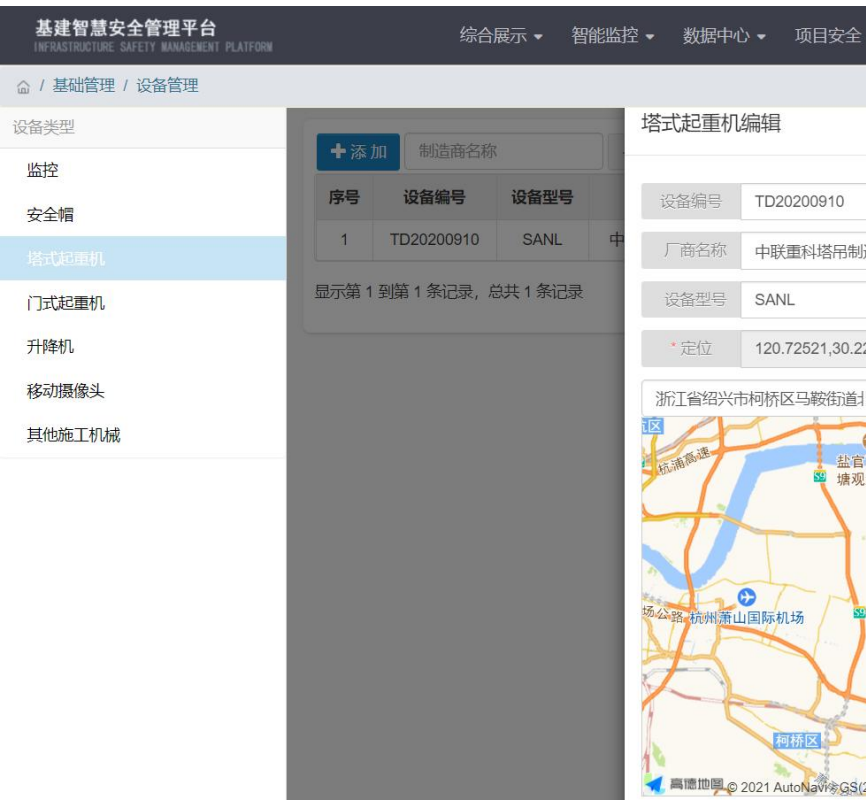 基建智慧安全管理平台
INFRASTRUCTURE SAFETY MANAGEMENT PLATFORM
综合展示 智能监控 数据中心 项目安全
/ 基础管理 / 设备管理
设备类型
监控
安全帽
塔式起重机
门式起重机
升降机
移动摄像头
其他施工机械
添加 制造商名称
序号 设备编号 设备型号
1 TD20200910 SANL 中
显示第 1 到第 1 条记录，总共 1 条记录
塔式起重机编辑
设备编号 TD20200910
厂商名称 中联重科塔吊制
设备型号 SANL
* 定位 120.72521,30.22
浙江省绍兴市柯桥区马鞍街道
区
杭浦高速
盐官
S9 塘观
场公路 杭州萧山国际机场 S9
柯桥区
高德地图 © 2021 AutoNavi GS(2